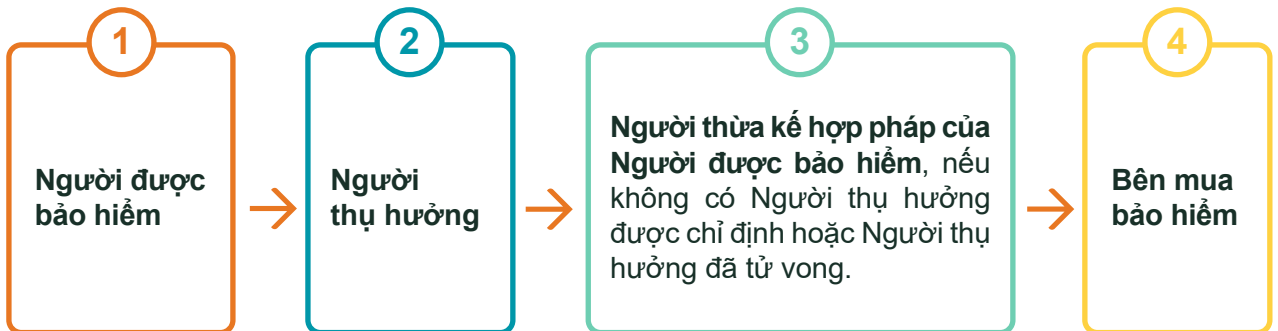 1
Người được
bảo hiểm
2
Người
thụ hưởng
3
Người thừa kế hợp pháp của
Người được bảo hiểm, nếu
không có Người thụ hưởng
được chỉ định hoặc Người thụ
hưởng đã tử vong.
4
Bên mua
bảo hiểm